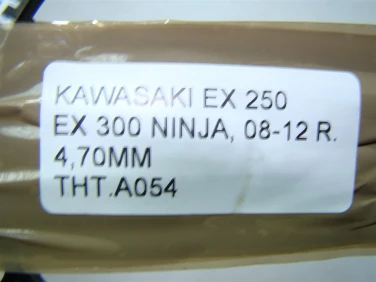 KAWASAKI EX 250
EX 300 NINJA, 08-12 R.
4,70MM
THT.A054